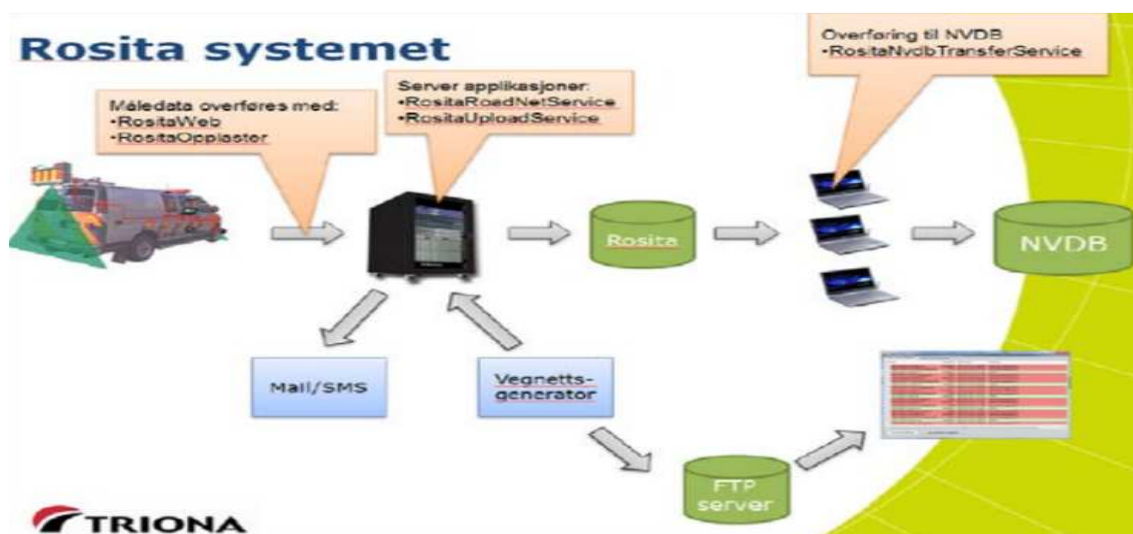 Rosita systemet
Måledata overføres med:
•RositaWeb
•RositaOpplaster
Server applikasjoner:
•RositaRoadNetService
•RositaUploadService
Overføring til NVDB
•RositaNvdbTransferService
Rosita
NVDB
Mail/SMS
Vegnetts-
generator
FTP
server
TRIONA